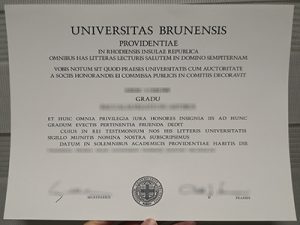 UNIVERSITAS BRUNENSIS
PROVIDENTIAE
IN RHODIENSIS INSULAE REPUBLICA
OMNIBUS HAS LITTERAS LECTURIS SALUTEM IN DOMINO SEMPITERNAM
VOBIS NOTUM SIT QUOD PRAESES UNIVERSITATIS CUM AUCTORITATE
A SOCIIS HONORANDIS EI COMMISSA PUBLICIS IN COMITIIS DECORAVIT
GRADU
ET HUIC OMNIA PRIVILEGIA IURA HONORES INSIGNIA IIS AD HUNC
GRADUM EVECTIS PERTINENTIA FRUENDA DEDIT
CUIUS IN REI TESTIMONIUM NOS HIS LITTERIS UNIVERSITATIS
SIGILLO MUNITIS NOMINA NOSTRA SUBSCRIPSIMUS
DATUM IN SOLEMNIBUS ACADEMICIS PROVIDENTIAE HABITIS DIE
PRAESES